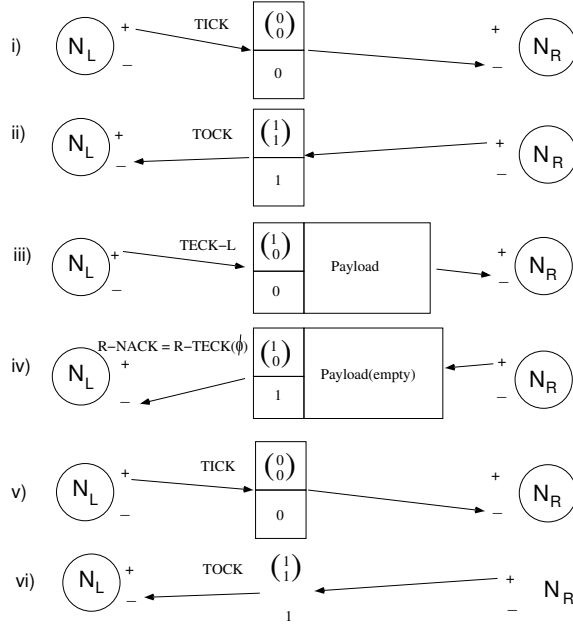 i) N_L + − TICK (0 0) 0 + − N_R
ii) N_L + − TOCK (1 1) 1 + − N_R
iii) N_L + − TECK−L (1 0) 0 Payload + − N_R
iv) N_L + − R−NACK = R−TECK(ϕ) (1 0) 1 Payload(empty) + − N_R
v) N_L + − TICK (0 0) 0 + − N_R
vi) N_L + − TOCK (1 1) 1 + − N_R